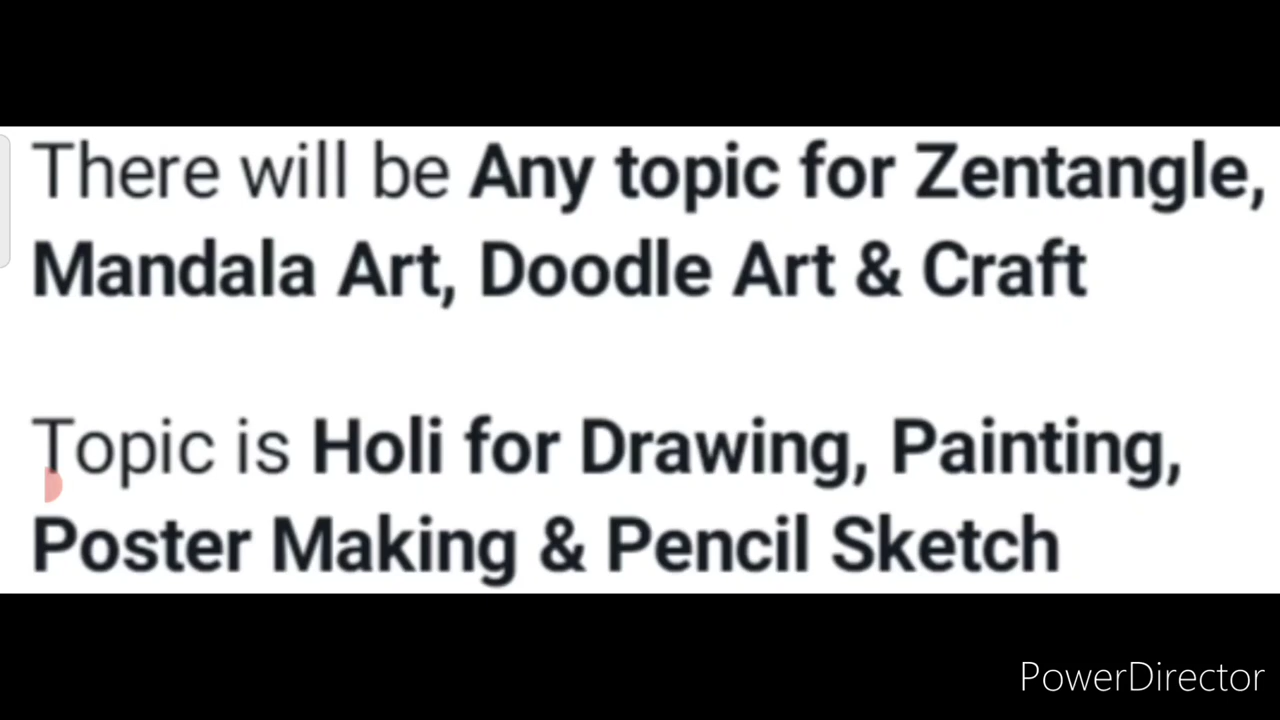 There will be Any topic for Zentangle,
Mandala Art, Doodle Art & Craft
Topic is Holi for Drawing, Painting,
Poster Making & Pencil Sketch
PowerDirector